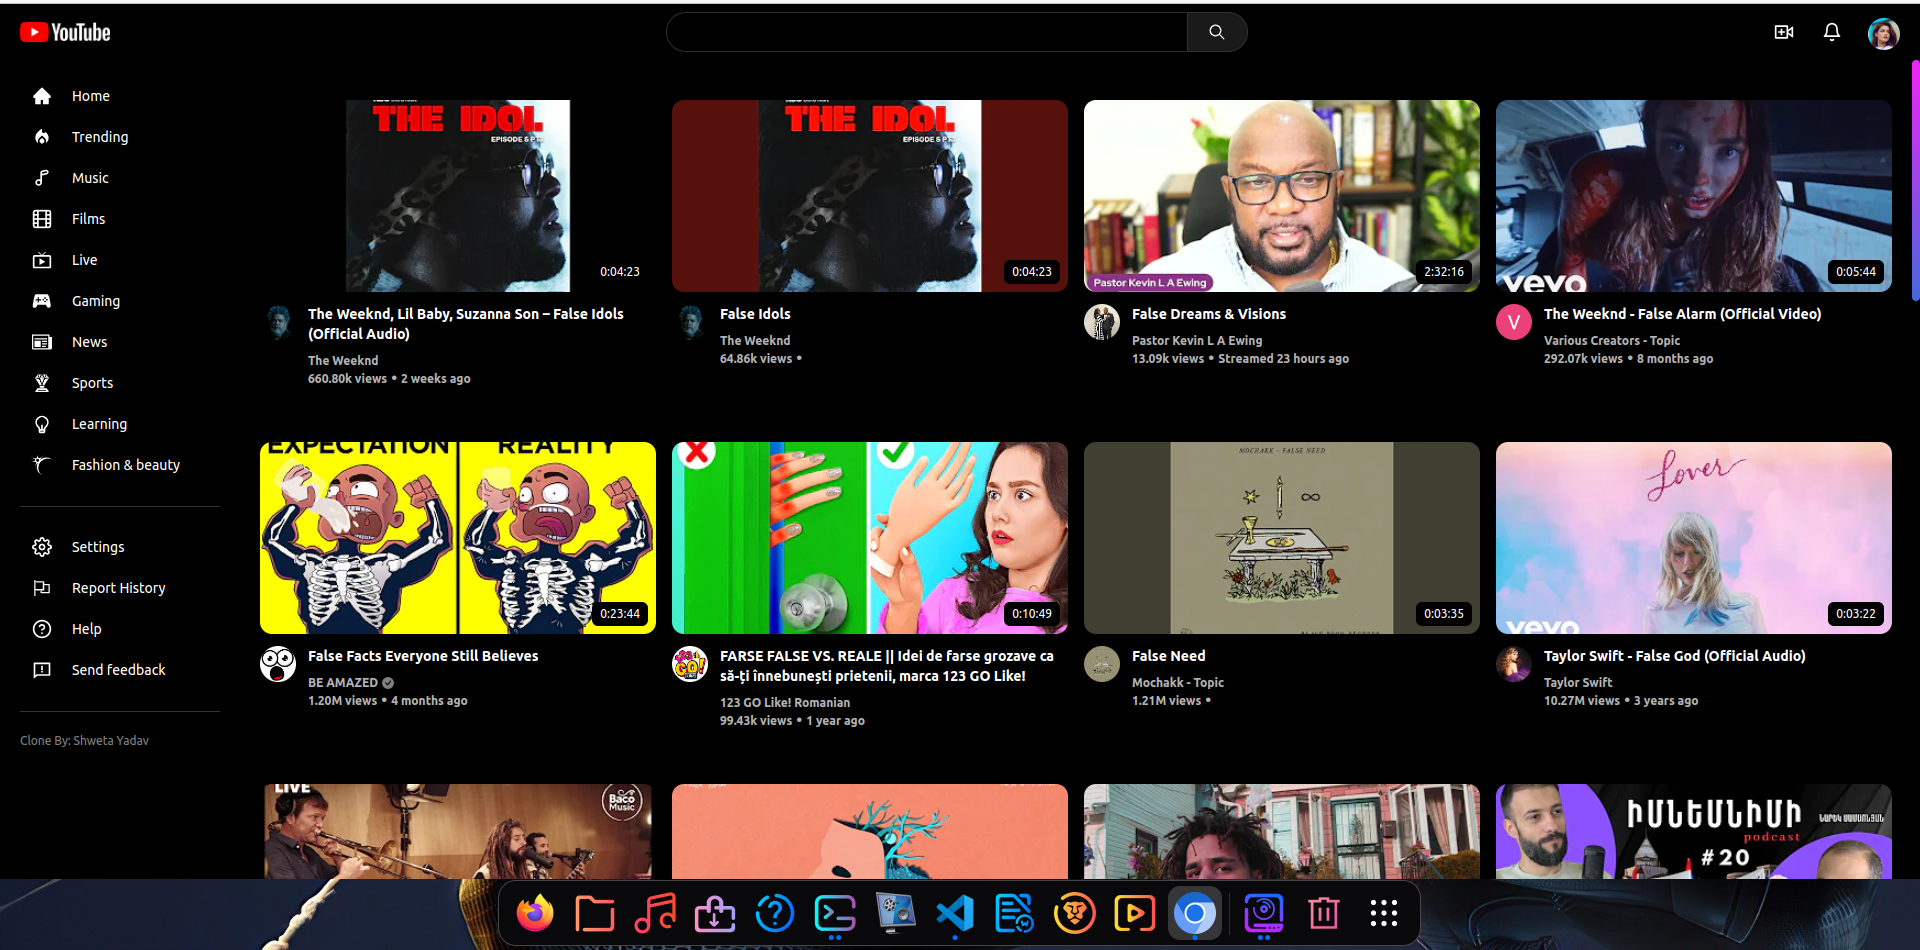 YouTube
Home
Trending
Music
Films
Live
Gaming
News
Sports
Learning
Fashion & beauty
Settings
Report History
Help
Send feedback
Clone By: Shweta Yadav
THE IDOL
EPISODE 5 PT.
0:04:23
The Weeknd, Lil Baby, Suzanna Son – False Idols
(Official Audio)
The Weeknd
660.80k views • 2 weeks ago
THE IDOL
EPISODE 5 PT.
0:04:23
False Idols
The Weeknd
64.86k views •
Pastor Kevin L A Ewing
2:32:16
False Dreams & Visions
Pastor Kevin L A Ewing
13.09k views • Streamed 23 hours ago
vevo
0:05:44
V
The Weeknd - False Alarm (Official Video)
Various Creators - Topic
292.07k views • 8 months ago
EXPECTATION REALITY
0:23:44
False Facts Everyone Still Believes
BE AMAZED
1.20M views • 4 months ago
0:10:49
123 GO!
FARSE FALSE VS. REALE || Idei de farse grozave ca
să-ți înnebunești prietenii, marca 123 GO Like!
123 GO Like! Romanian
99.43k views • 1 year ago
MOCHAKK - FALSE NEED
0:03:35
False Need
Mochakk - Topic
1.21M views •
Lover
vevo
0:03:22
Taylor Swift - False God (Official Audio)
Taylor Swift
10.27M views • 3 years ago
LIVE
Baco
Music
ԻՄՆԵՄՆԻՄԻ
podcast
#20